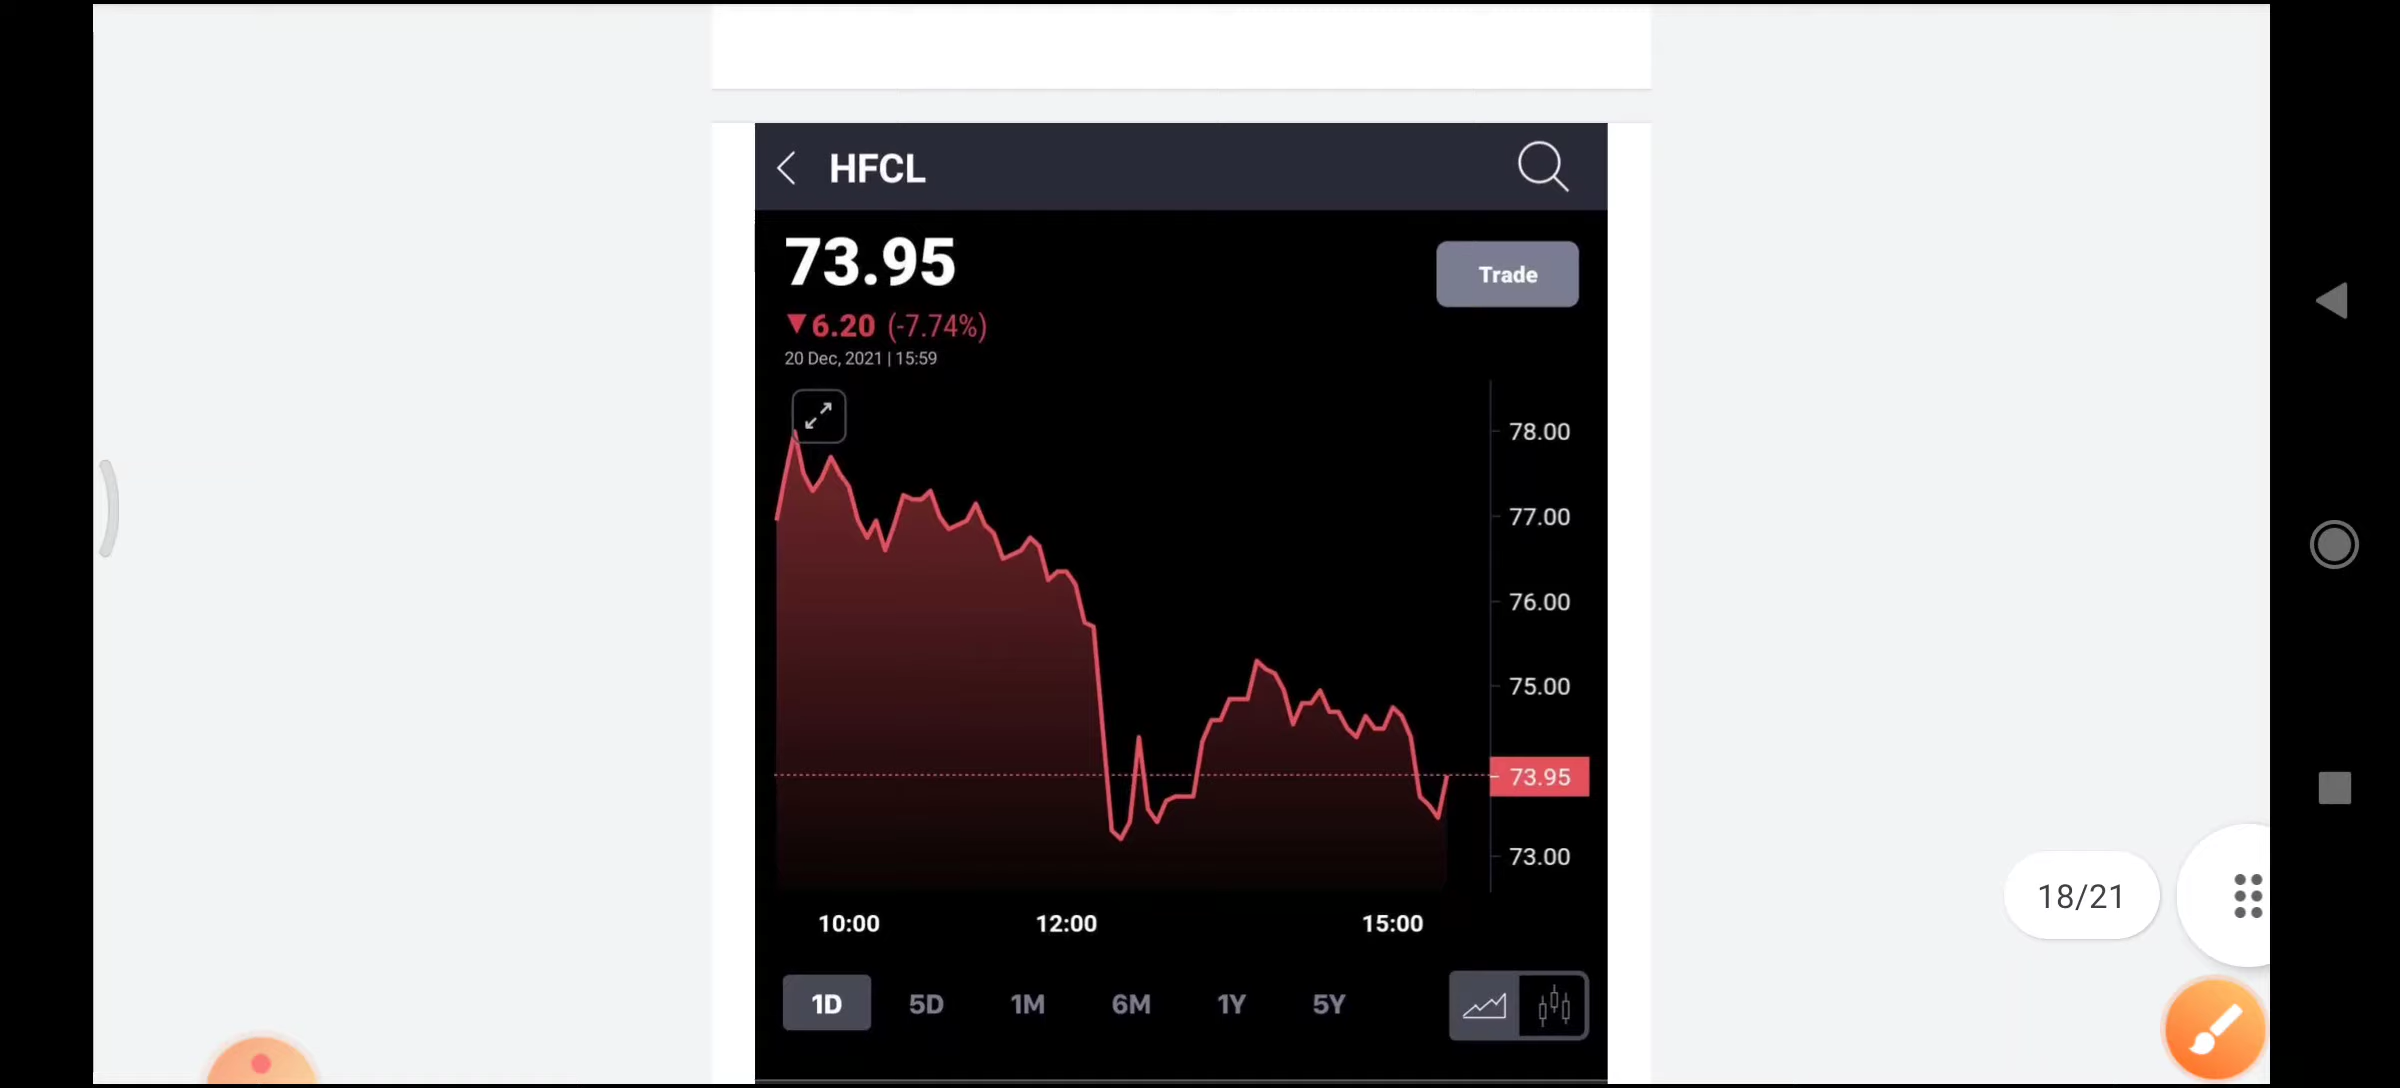 HFCL
73.95
Trade
▼6.20 (-7.74%)
20 Dec, 2021 | 15:59
78.00
77.00
76.00
75.00
73.95
73.00
10:00 12:00 15:00
18/21
1D 5D 1M 6M 1Y 5Y